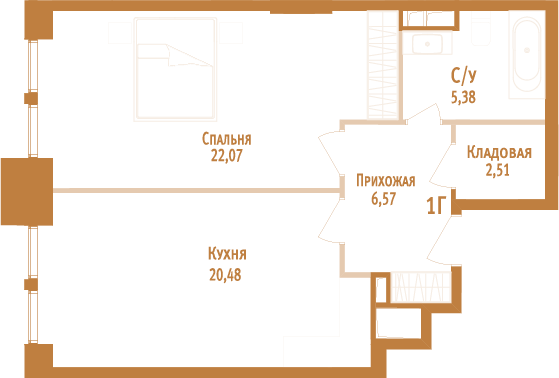 С/У
5,38
Спальня
22,07
Кладовая
2,51
Прихожая
6,57
1Г
Кухня
20,48